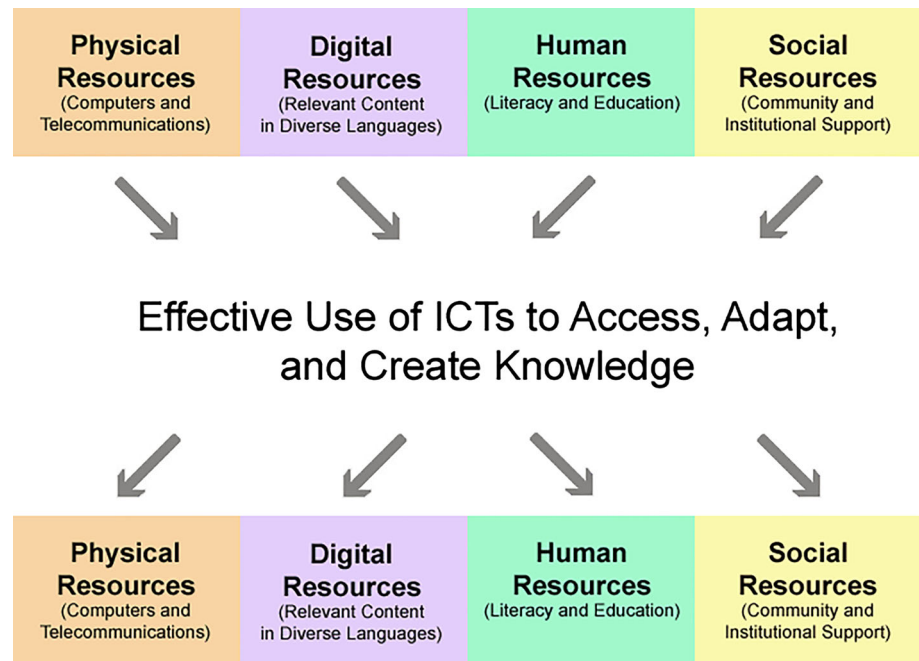 Physical
Resources
(Computers and
Telecommunications)
Digital
Resources
(Relevant Content
in Diverse Languages)
Human
Resources
(Literacy and Education)
Social
Resources
(Community and
Institutional Support)
Effective Use of ICTs to Access, Adapt,
and Create Knowledge
Physical
Resources
(Computers and
Telecommunications)
Digital
Resources
(Relevant Content
in Diverse Languages)
Human
Resources
(Literacy and Education)
Social
Resources
(Community and
Institutional Support)